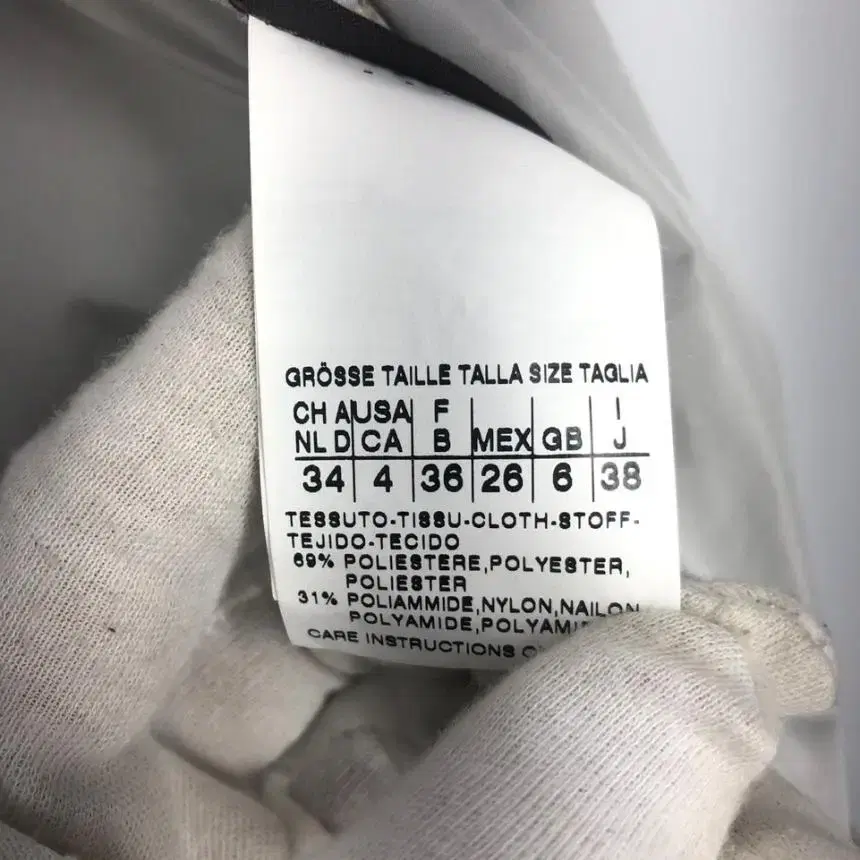 GRÖSSE TAILLE TALLA SIZE TAGLIA
CH A USA F I
NL D CA B MEX GB J
34 4 36 26 6 38
TESSUTO-TISSU-CLOTH-STOFF-
TEJIDO-TECIDO
69% POLIESTERE,POLYESTER,
POLIESTER
31% POLIAMMIDE,NYLON,NAILON
POLYAMIDE,
CARE INSTRUCTIONS